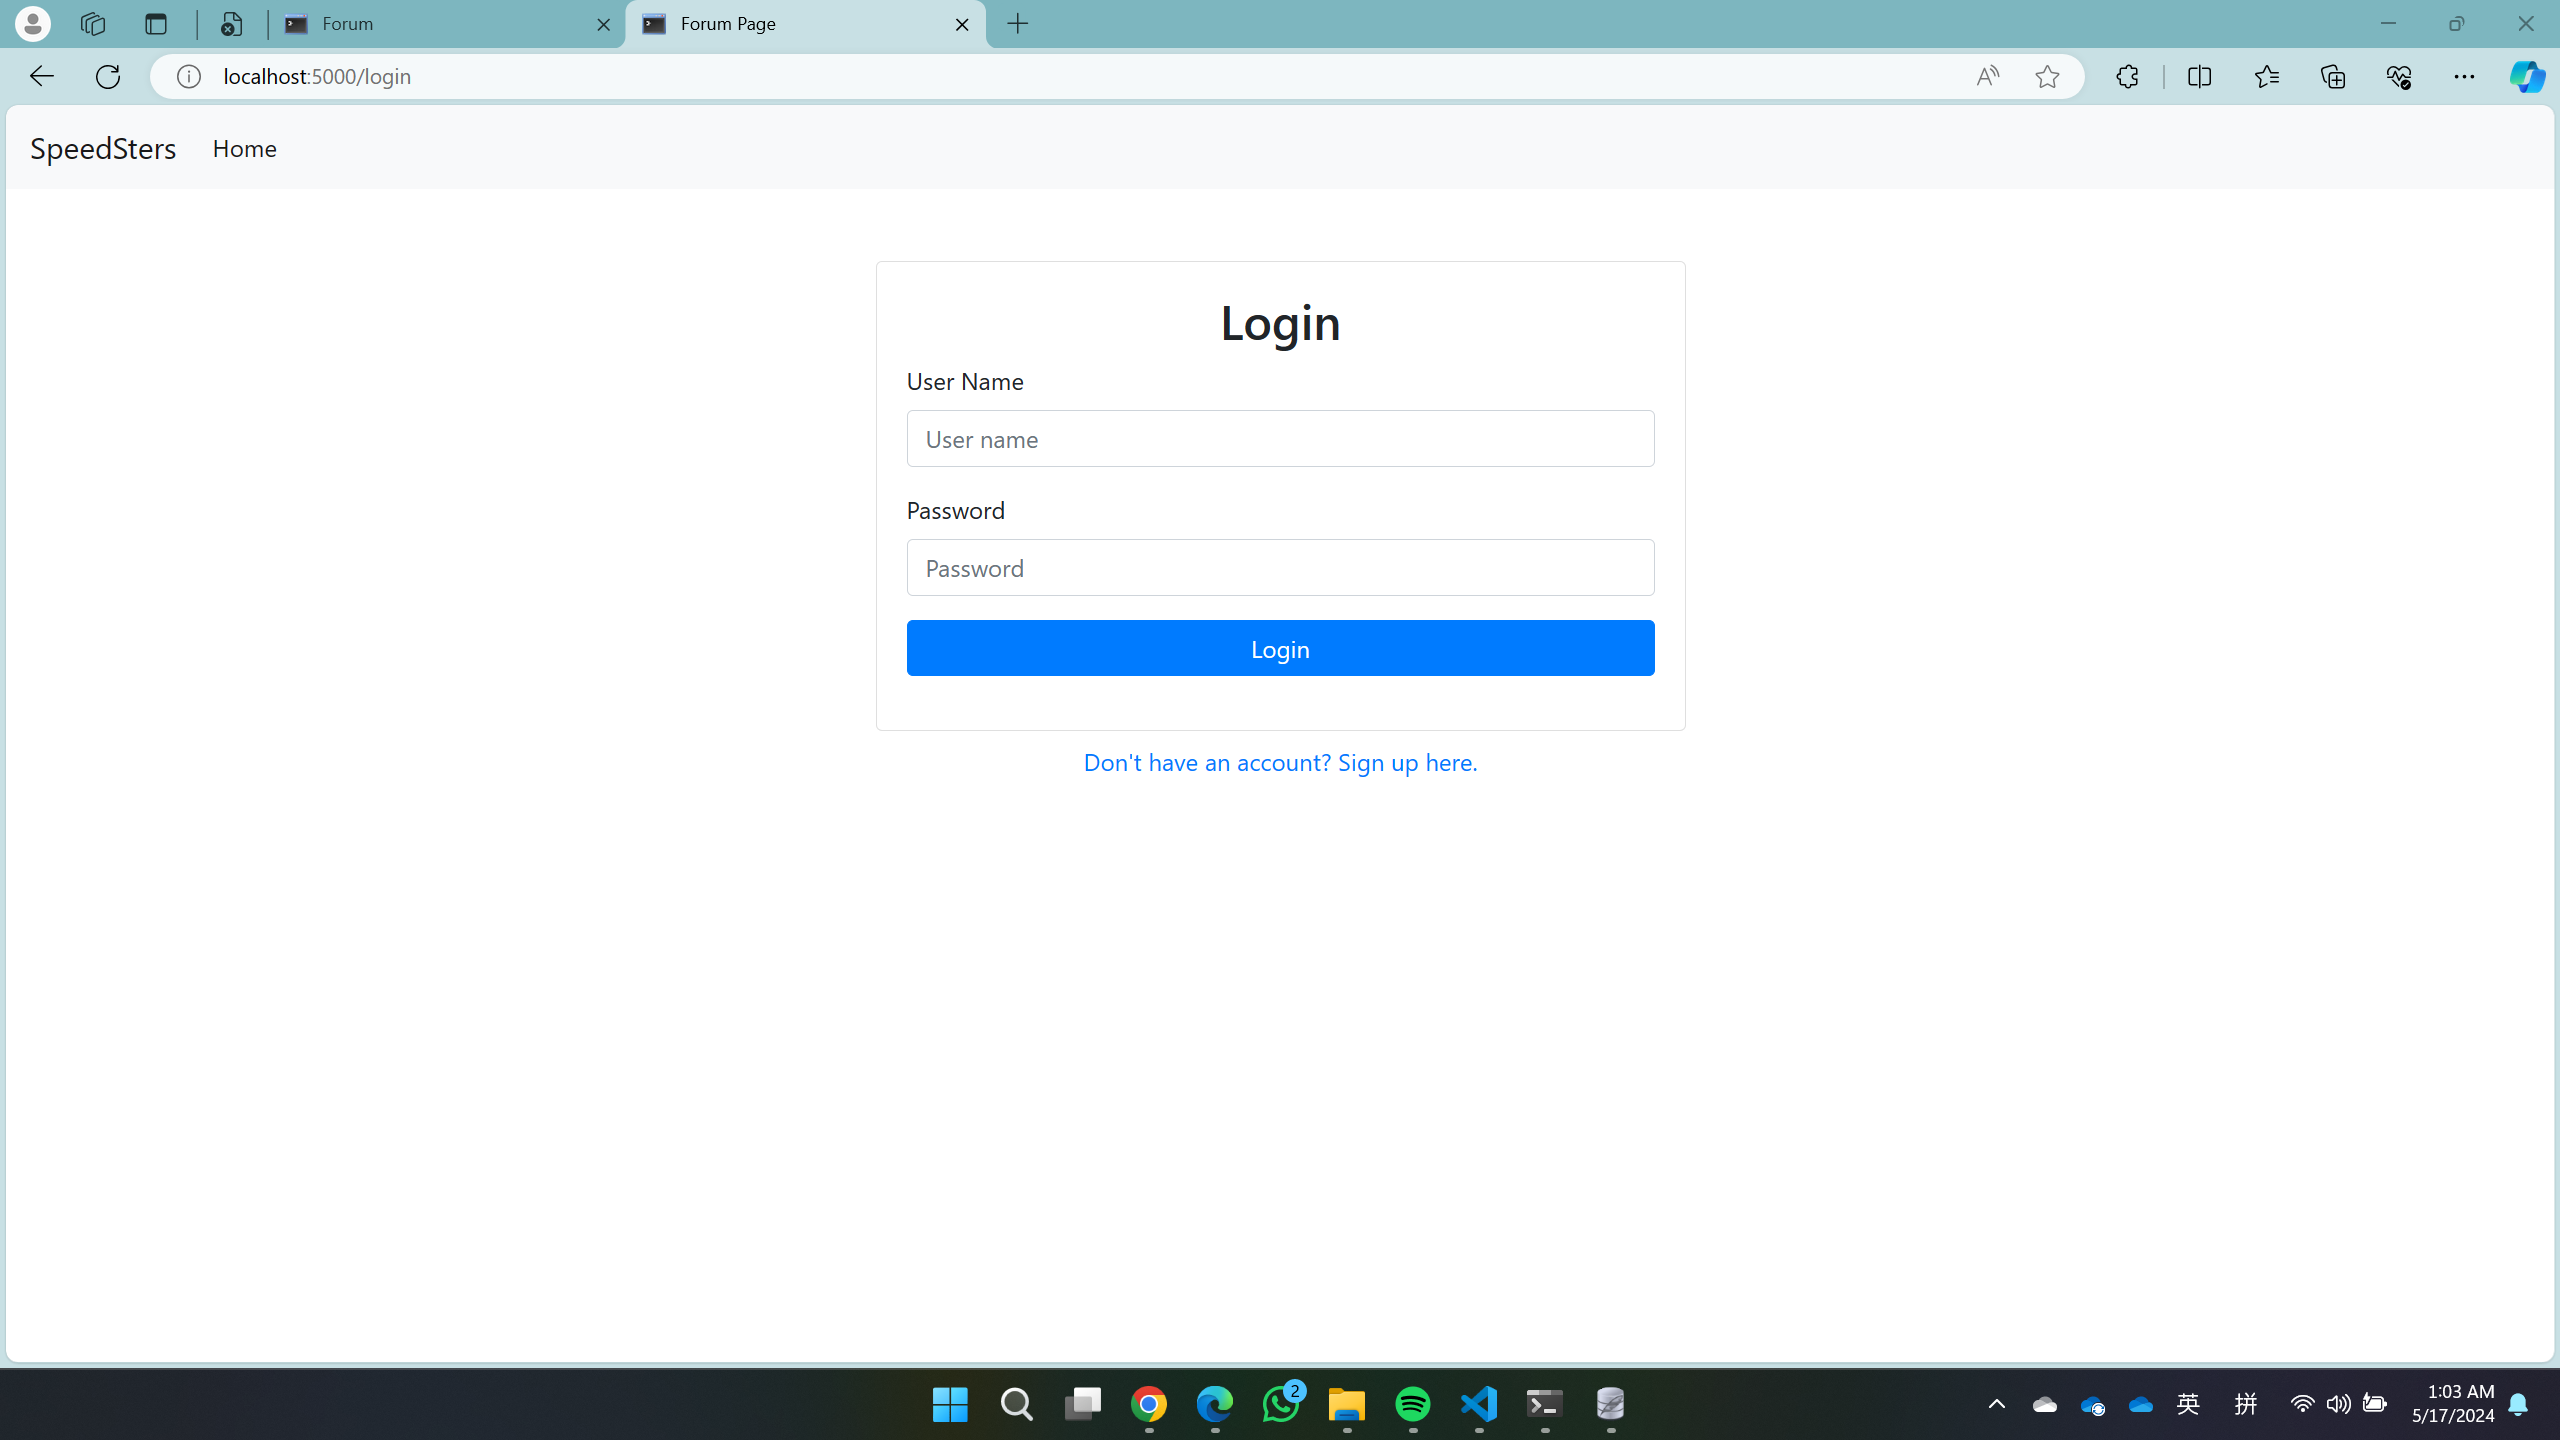 Forum
Forum Page
localhost:5000/login
SpeedSters
Home
Login
User Name
User name
Password
Password
Login
Don't have an account? Sign up here.
2
英
拼
1:03 AM
5/17/2024